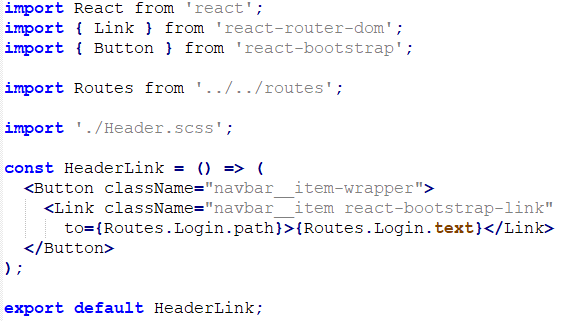 import React from 'react';
import { Link } from 'react-router-dom';
import { Button } from 'react-bootstrap';

import Routes from '../../routes';

import './Header.scss';

const HeaderLink = () => (
  <Button className="navbar__item-wrapper">
    <Link className="navbar__item react-bootstrap-link"
      to={Routes.Login.path}>{Routes.Login.text}</Link>
  </Button>
);

export default HeaderLink;